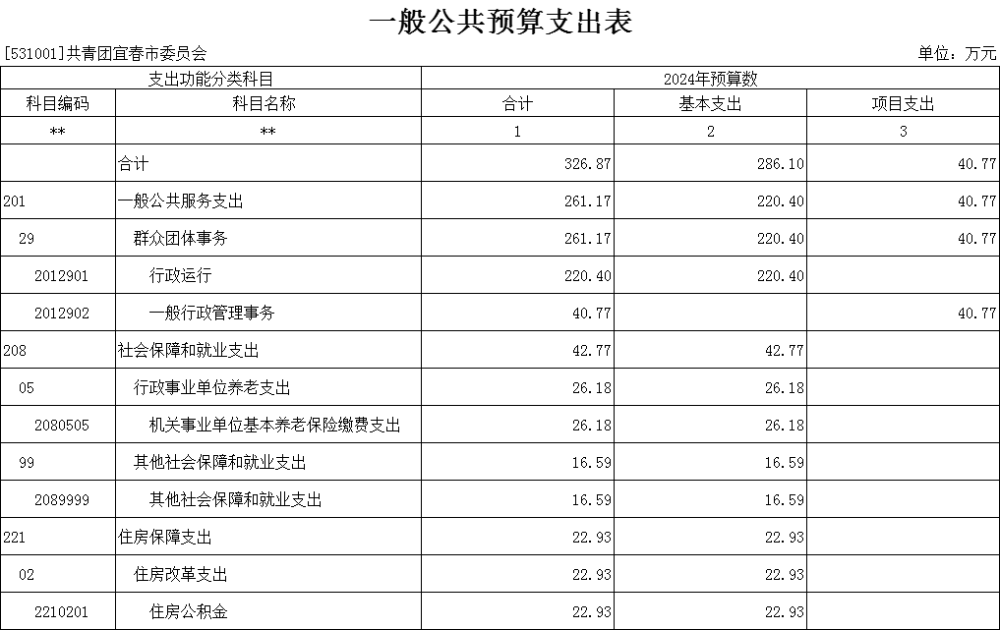 一般公共预算支出表
[531001]共青团宜春市委员会 单位：万元
支出功能分类科目 2024年预算数
科目编码 科目名称 合计 基本支出 项目支出
** ** 1 2 3
合计 326.87 286.10 40.77
201 一般公共服务支出 261.17 220.40 40.77
29 群众团体事务 261.17 220.40 40.77
2012901 行政运行 220.40 220.40
2012902 一般行政管理事务 40.77 40.77
208 社会保障和就业支出 42.77 42.77
05 行政事业单位养老支出 26.18 26.18
2080505 机关事业单位基本养老保险缴费支出 26.18 26.18
99 其他社会保障和就业支出 16.59 16.59
2089999 其他社会保障和就业支出 16.59 16.59
221 住房保障支出 22.93 22.93
02 住房改革支出 22.93 22.93
2210201 住房公积金 22.93 22.93